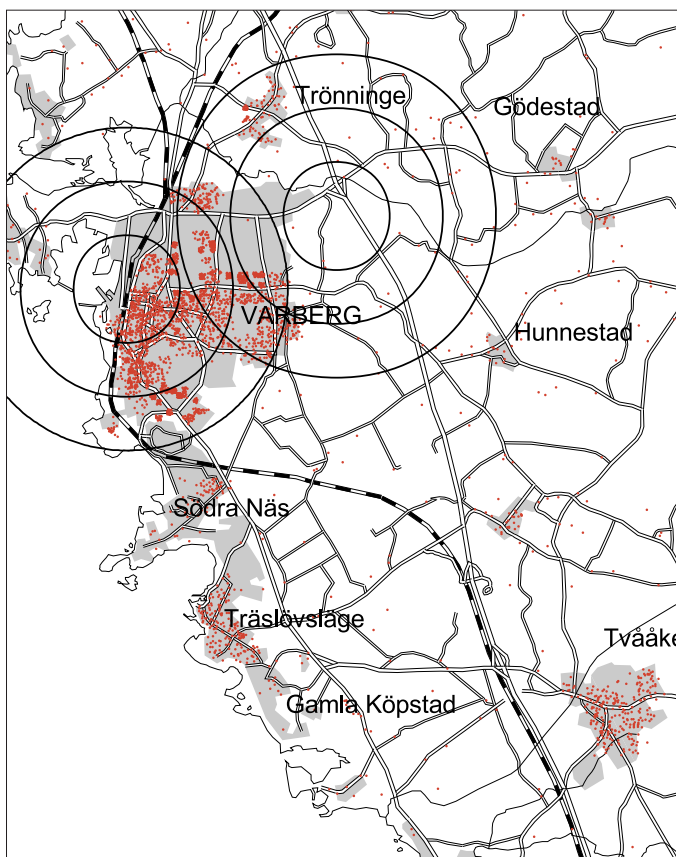 Trönninge
Gödestad
VARBERG
Hunnestad
Södra Näs
Träslövsläge
Tvååke
Gamla Köpstad